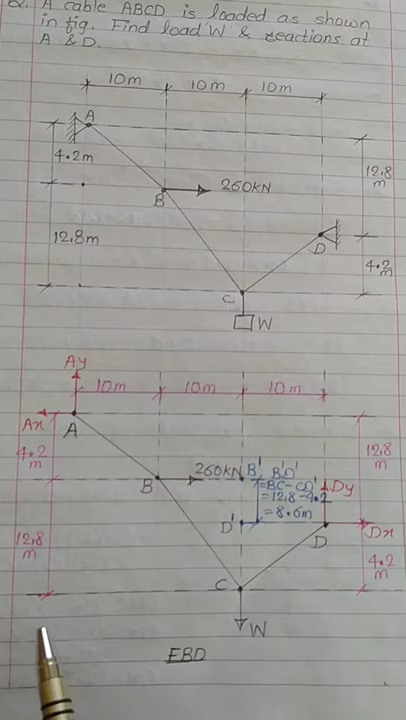 Q. A cable ABCD is loaded as shown
in fig. Find load W & reactions at
A & D.
10m 10m 10m
A
4.2m
12.8
m
B 260KN
12.8m
D
4.2
m
C
W
Ay
10m 10m 10m
Ax
A
4.2
m
12.8
m
260KN B' B'D'
B
=BC-CD'
=12.8-4.2
=8.6m
Dy
D'
D
Dx
12.8
m
4.2
m
C
W
FBD